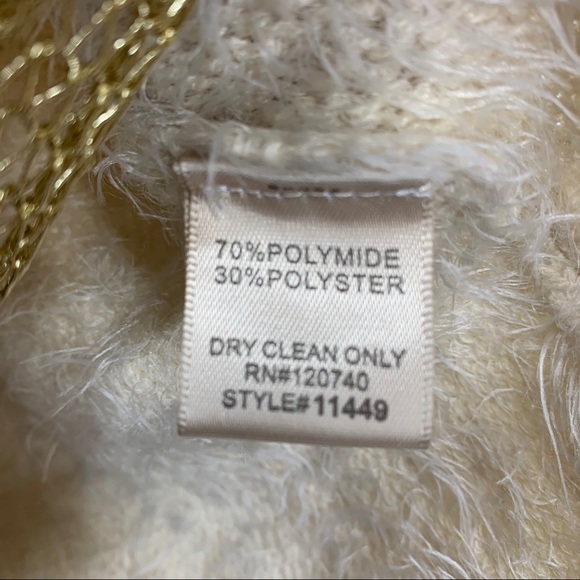 70%POLYMIDE
30%POLYSTER
DRY CLEAN ONLY
RN#120740
STYLE#11449